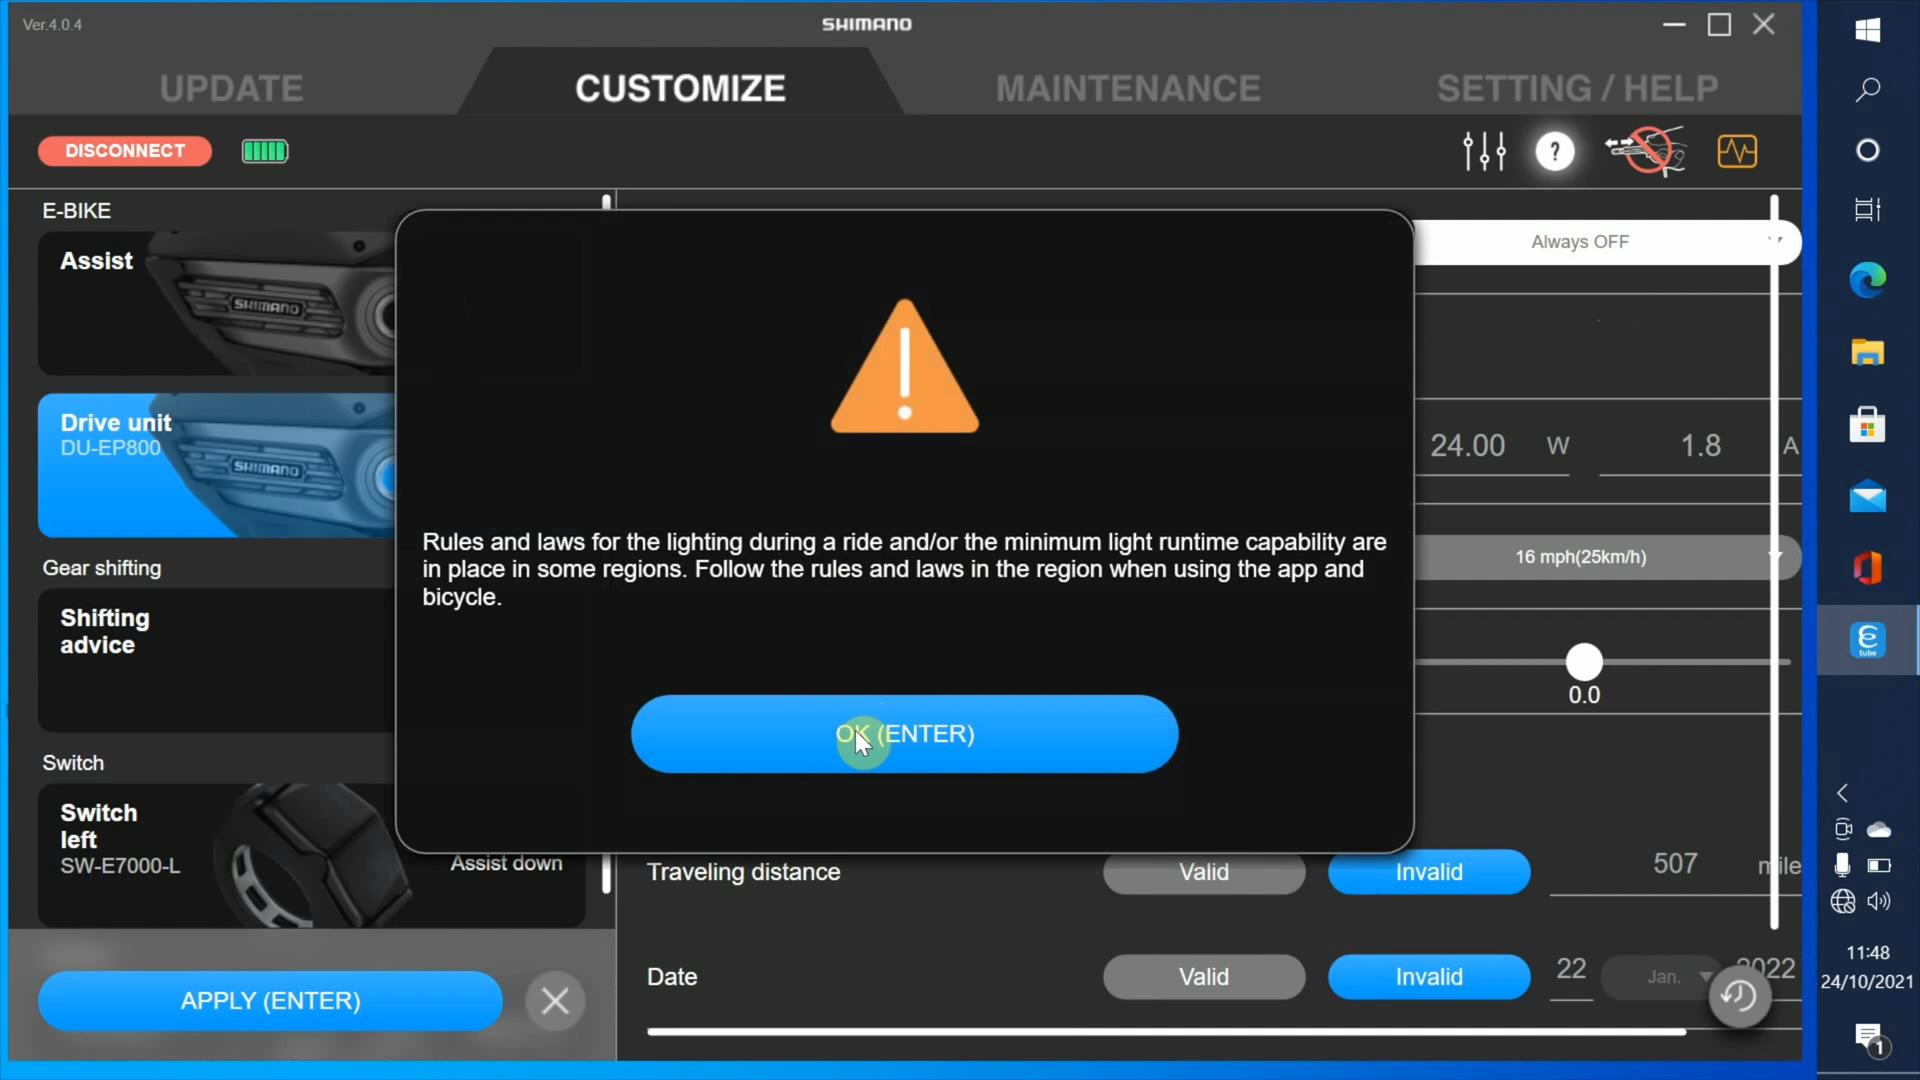 Ver.4.0.4
SHIMANO
UPDATE
CUSTOMIZE
MAINTENANCE
SETTING / HELP
DISCONNECT
?
E-BIKE
Assist
SHIMANO
Drive unit
DU-EP800
SHIMANO
Gear shifting
Shifting
advice
Switch
Switch
left
SW-E7000-L
Assist down
APPLY (ENTER)
Rules and laws for the lighting during a ride and/or the minimum light runtime capability are
in place in some regions. Follow the rules and laws in the region when using the app and
bicycle.
OK (ENTER)
Always OFF
24.00 W 1.8 A
16 mph(25km/h)
0.0
Traveling distance Valid Invalid 507 mile
Date Valid Invalid 22 Jan. 2022
E
tube
11:48
24/10/2021
1